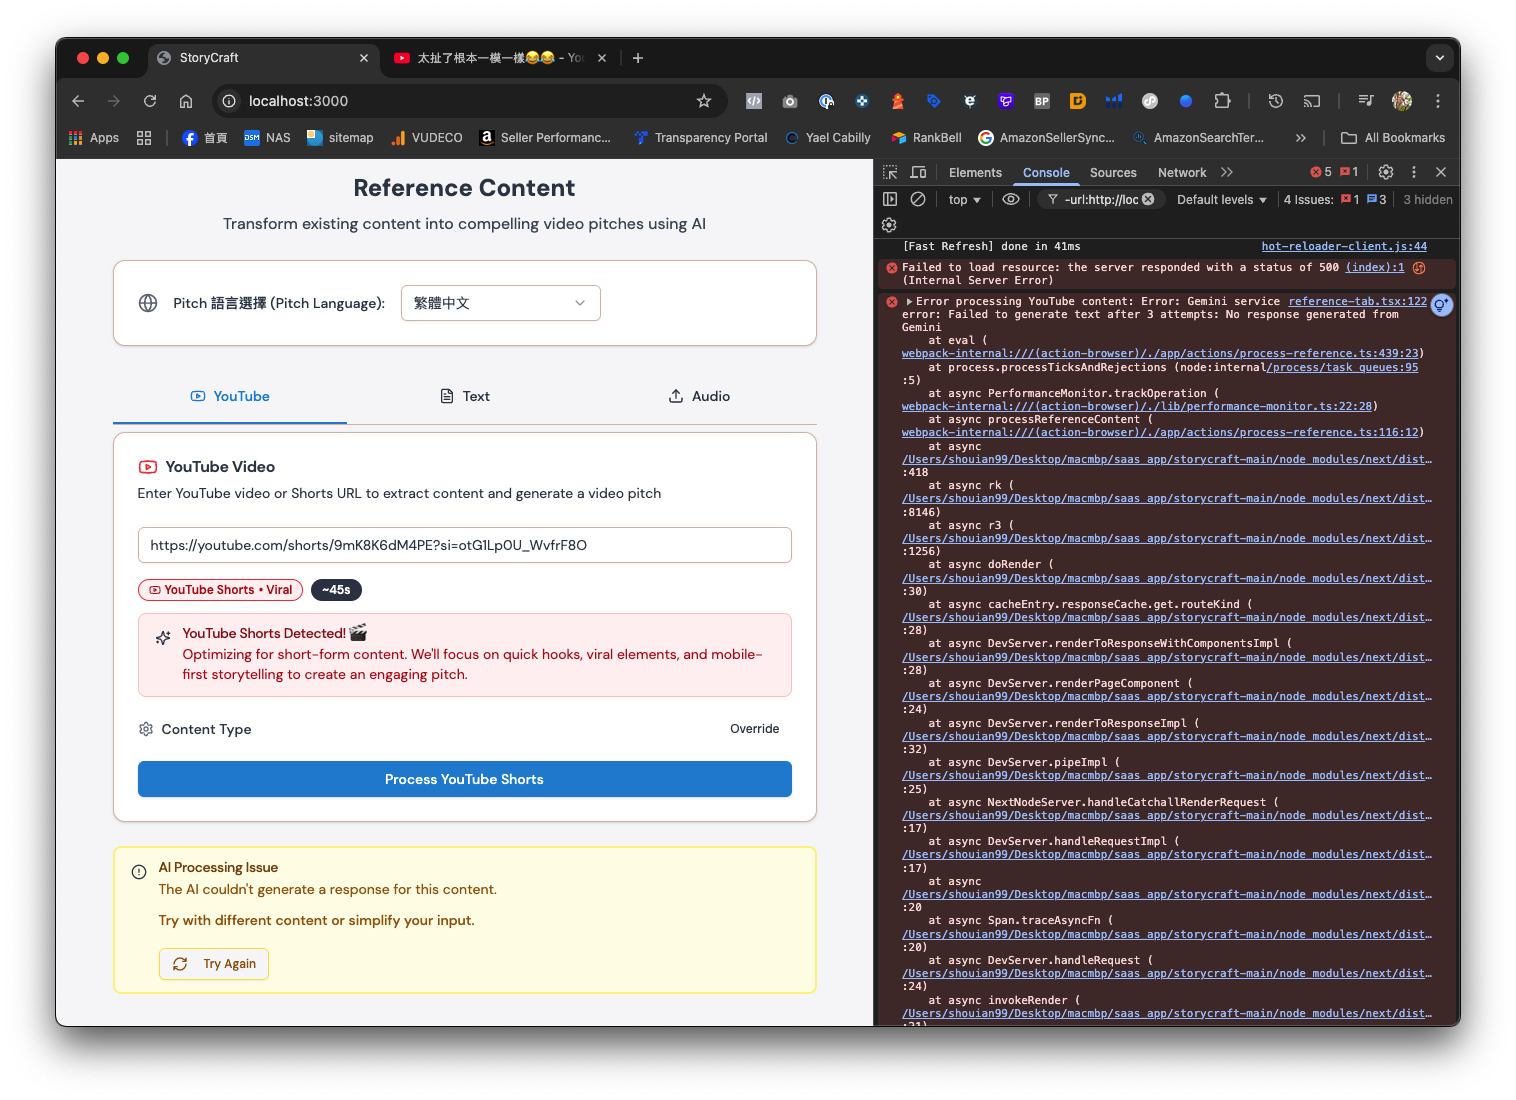 StoryCraft
太扯了根本一模一樣😂😂 - Yo
localhost:3000
Apps
首頁
NAS
sitemap
VUDECO
Seller Performanc...
Transparency Portal
Yael Cabilly
RankBell
AmazonSellerSync...
AmazonSearchTer...
All Bookmarks
Reference Content
Transform existing content into compelling video pitches using AI
Pitch 語言選擇 (Pitch Language):
繁體中文
YouTube
Text
Audio
YouTube Video
Enter YouTube video or Shorts URL to extract content and generate a video pitch
https://youtube.com/shorts/9mK8K6dM4PE?si=otG1Lp0U_WvfrF8O
YouTube Shorts • Viral
~45s
YouTube Shorts Detected! 🎬
Optimizing for short-form content. We'll focus on quick hooks, viral elements, and mobile-
first storytelling to create an engaging pitch.
Content Type
Override
Process YouTube Shorts
AI Processing Issue
The AI couldn't generate a response for this content.
Try with different content or simplify your input.
Try Again
Elements
Console
Sources
Network
5
1
top
-url:http://loc
Default levels
4 Issues:
1
3
3 hidden
[Fast Refresh] done in 41ms hot-reloader-client.js:44
Failed to load resource: the server responded with a status of 500 (index):1
(Internal Server Error)
Error processing YouTube content: Error: Gemini service reference-tab.tsx:122
error: Failed to generate text after 3 attempts: No response generated from
Gemini
at eval (
webpack-internal:///(action-browser)/./app/actions/process-reference.ts:439:23)
at process.processTicksAndRejections (node:internal/process/task_queues:95
:5)
at async PerformanceMonitor.trackOperation (
webpack-internal:///(action-browser)/./lib/performance-monitor.ts:22:28)
at async processReferenceContent (
webpack-internal:///(action-browser)/./app/actions/process-reference.ts:116:12)
at async
/Users/shouian99/Desktop/macmbp/saas_app/storycraft-main/node_modules/next/dist…
:418
at async rk (
/Users/shouian99/Desktop/macmbp/saas_app/storycraft-main/node_modules/next/dist…
:8146)
at async r3 (
/Users/shouian99/Desktop/macmbp/saas_app/storycraft-main/node_modules/next/dist…
:1256)
at async doRender (
/Users/shouian99/Desktop/macmbp/saas_app/storycraft-main/node_modules/next/dist…
:30)
at async cacheEntry.responseCache.get.routeKind (
/Users/shouian99/Desktop/macmbp/saas_app/storycraft-main/node_modules/next/dist…
:28)
at async DevServer.renderToResponseWithComponentsImpl (
/Users/shouian99/Desktop/macmbp/saas_app/storycraft-main/node_modules/next/dist…
:28)
at async DevServer.renderPageComponent (
/Users/shouian99/Desktop/macmbp/saas_app/storycraft-main/node_modules/next/dist…
:24)
at async DevServer.renderToResponseImpl (
/Users/shouian99/Desktop/macmbp/saas_app/storycraft-main/node_modules/next/dist…
:32)
at async DevServer.pipeImpl (
/Users/shouian99/Desktop/macmbp/saas_app/storycraft-main/node_modules/next/dist…
:25)
at async NextNodeServer.handleCatchallRenderRequest (
/Users/shouian99/Desktop/macmbp/saas_app/storycraft-main/node_modules/next/dist…
:17)
at async DevServer.handleRequestImpl (
/Users/shouian99/Desktop/macmbp/saas_app/storycraft-main/node_modules/next/dist…
:17)
at async
/Users/shouian99/Desktop/macmbp/saas_app/storycraft-main/node_modules/next/dist…
:20
at async Span.traceAsyncFn (
/Users/shouian99/Desktop/macmbp/saas_app/storycraft-main/node_modules/next/dist…
:20)
at async DevServer.handleRequest (
/Users/shouian99/Desktop/macmbp/saas_app/storycraft-main/node_modules/next/dist…
:24)
at async invokeRender (
/Users/shouian99/Desktop/macmbp/saas_app/storycraft-main/node_modules/next/dist…
:21)